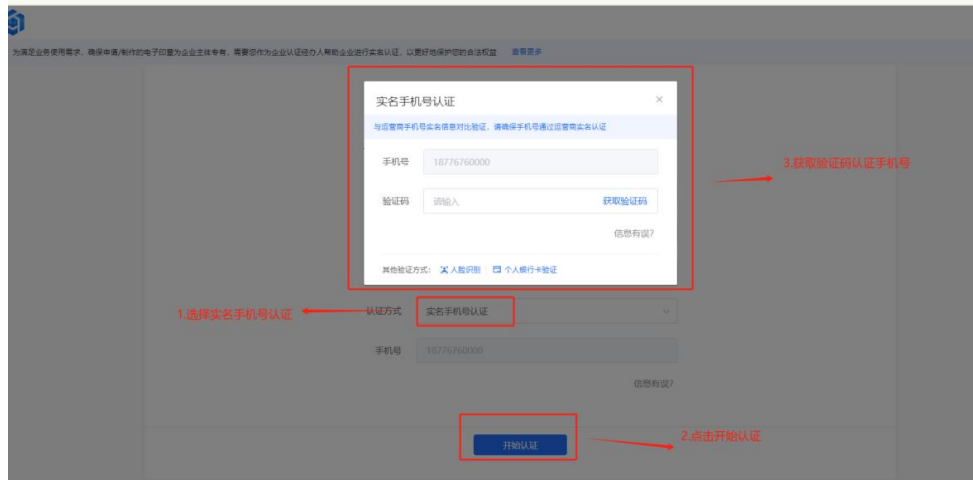 为满足业务使用需求，确保申请/制作的电子印章为企业主体专有，需要您作为企业认证经办人帮助企业进行实名认证，以更好地保护您的合法权益 查看更多
实名手机号认证
与运营商手机号实名信息对比验证，请确保手机号通过运营商实名认证
手机号 18776760000
3.获取验证码认证手机号
验证码 请输入 获取验证码
信息有误?
其他验证方式: 人脸识别 个人银行卡验证
1.选择实名手机号认证 认证方式 实名手机号认证
手机号 18776760000
信息有误?
开始认证 2.点击开始认证